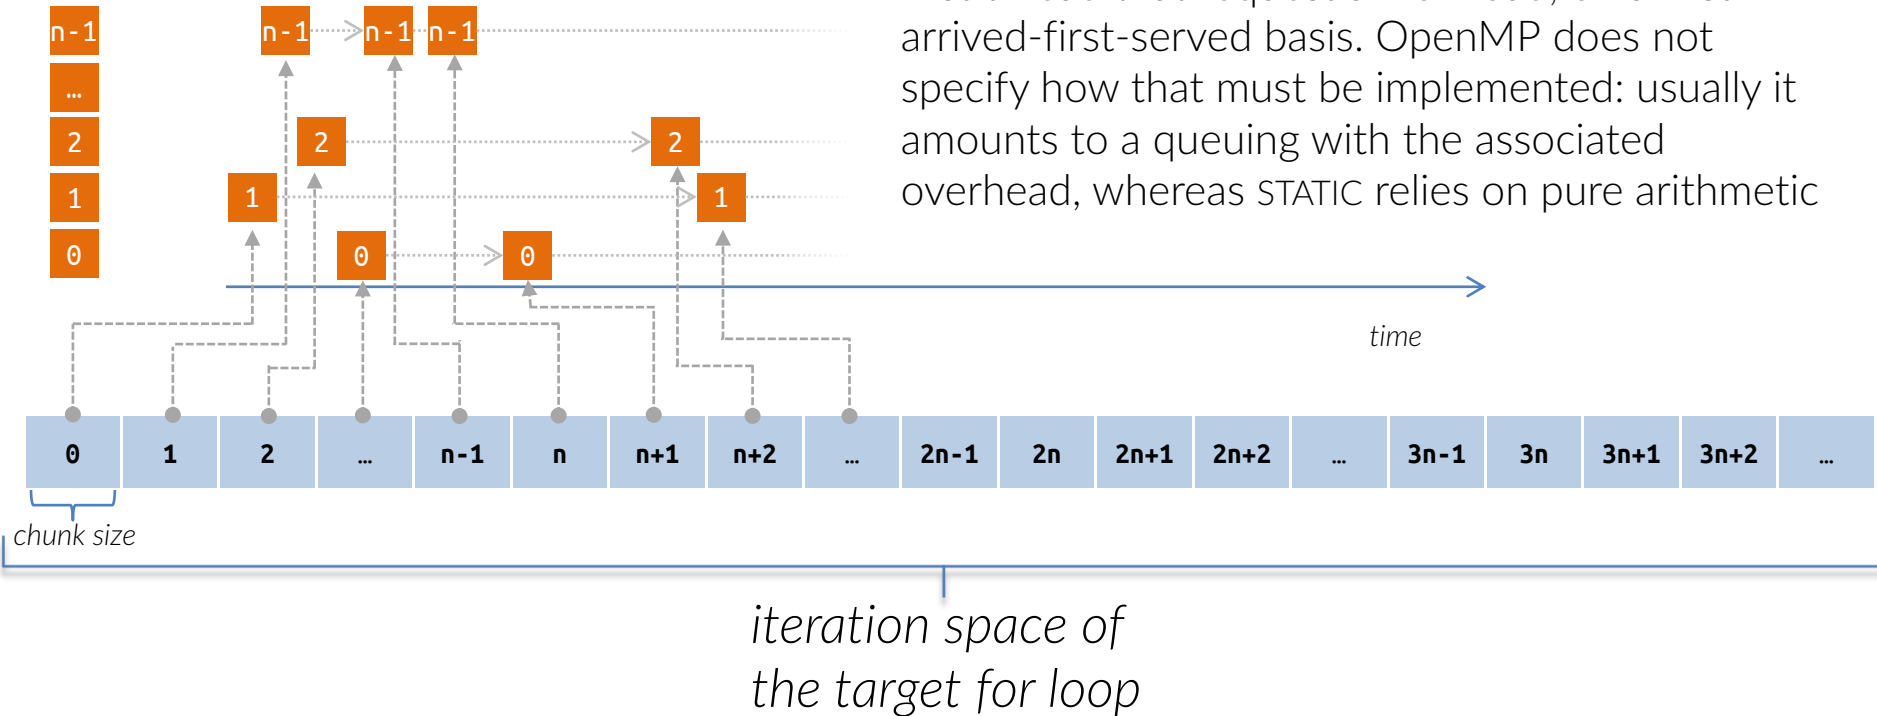 arrived-first-served basis. OpenMP does not
specify how that must be implemented: usually it
amounts to a queuing with the associated
overhead, whereas STATIC relies on pure arithmetic
n-1
n-1
n-1
n-1
…
2
2
2
1
1
1
0
0
0
time
0 1 2 … n-1 n n+1 n+2 … 2n-1 2n 2n+1 2n+2 … 3n-1 3n 3n+1 3n+2 …
chunk size
iteration space of
the target for loop